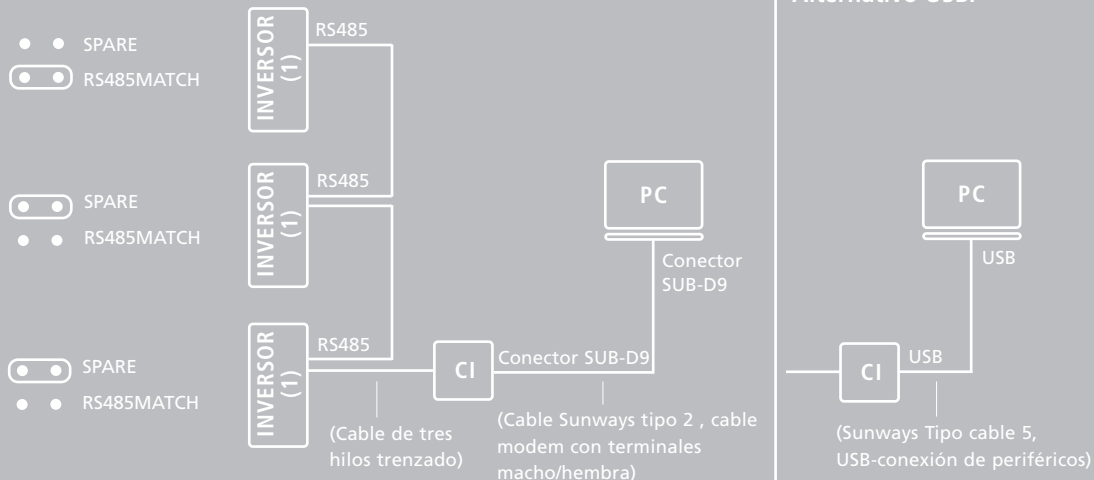 Alternativo USB:
SPARE
RS485MATCH
INVERSOR
(1)
RS485
SPARE
RS485MATCH
INVERSOR
(1)
RS485
PC
Conector
SUB-D9
SPARE
RS485MATCH
INVERSOR
(1)
RS485
CI
Conector SUB-D9
(Cable de tres
hilos trenzado)
(Cable Sunways tipo 2 , cable
modem con terminales
macho/hembra)
PC
USB
CI
USB
(Sunways Tipo cable 5,
USB-conexión de periféricos)